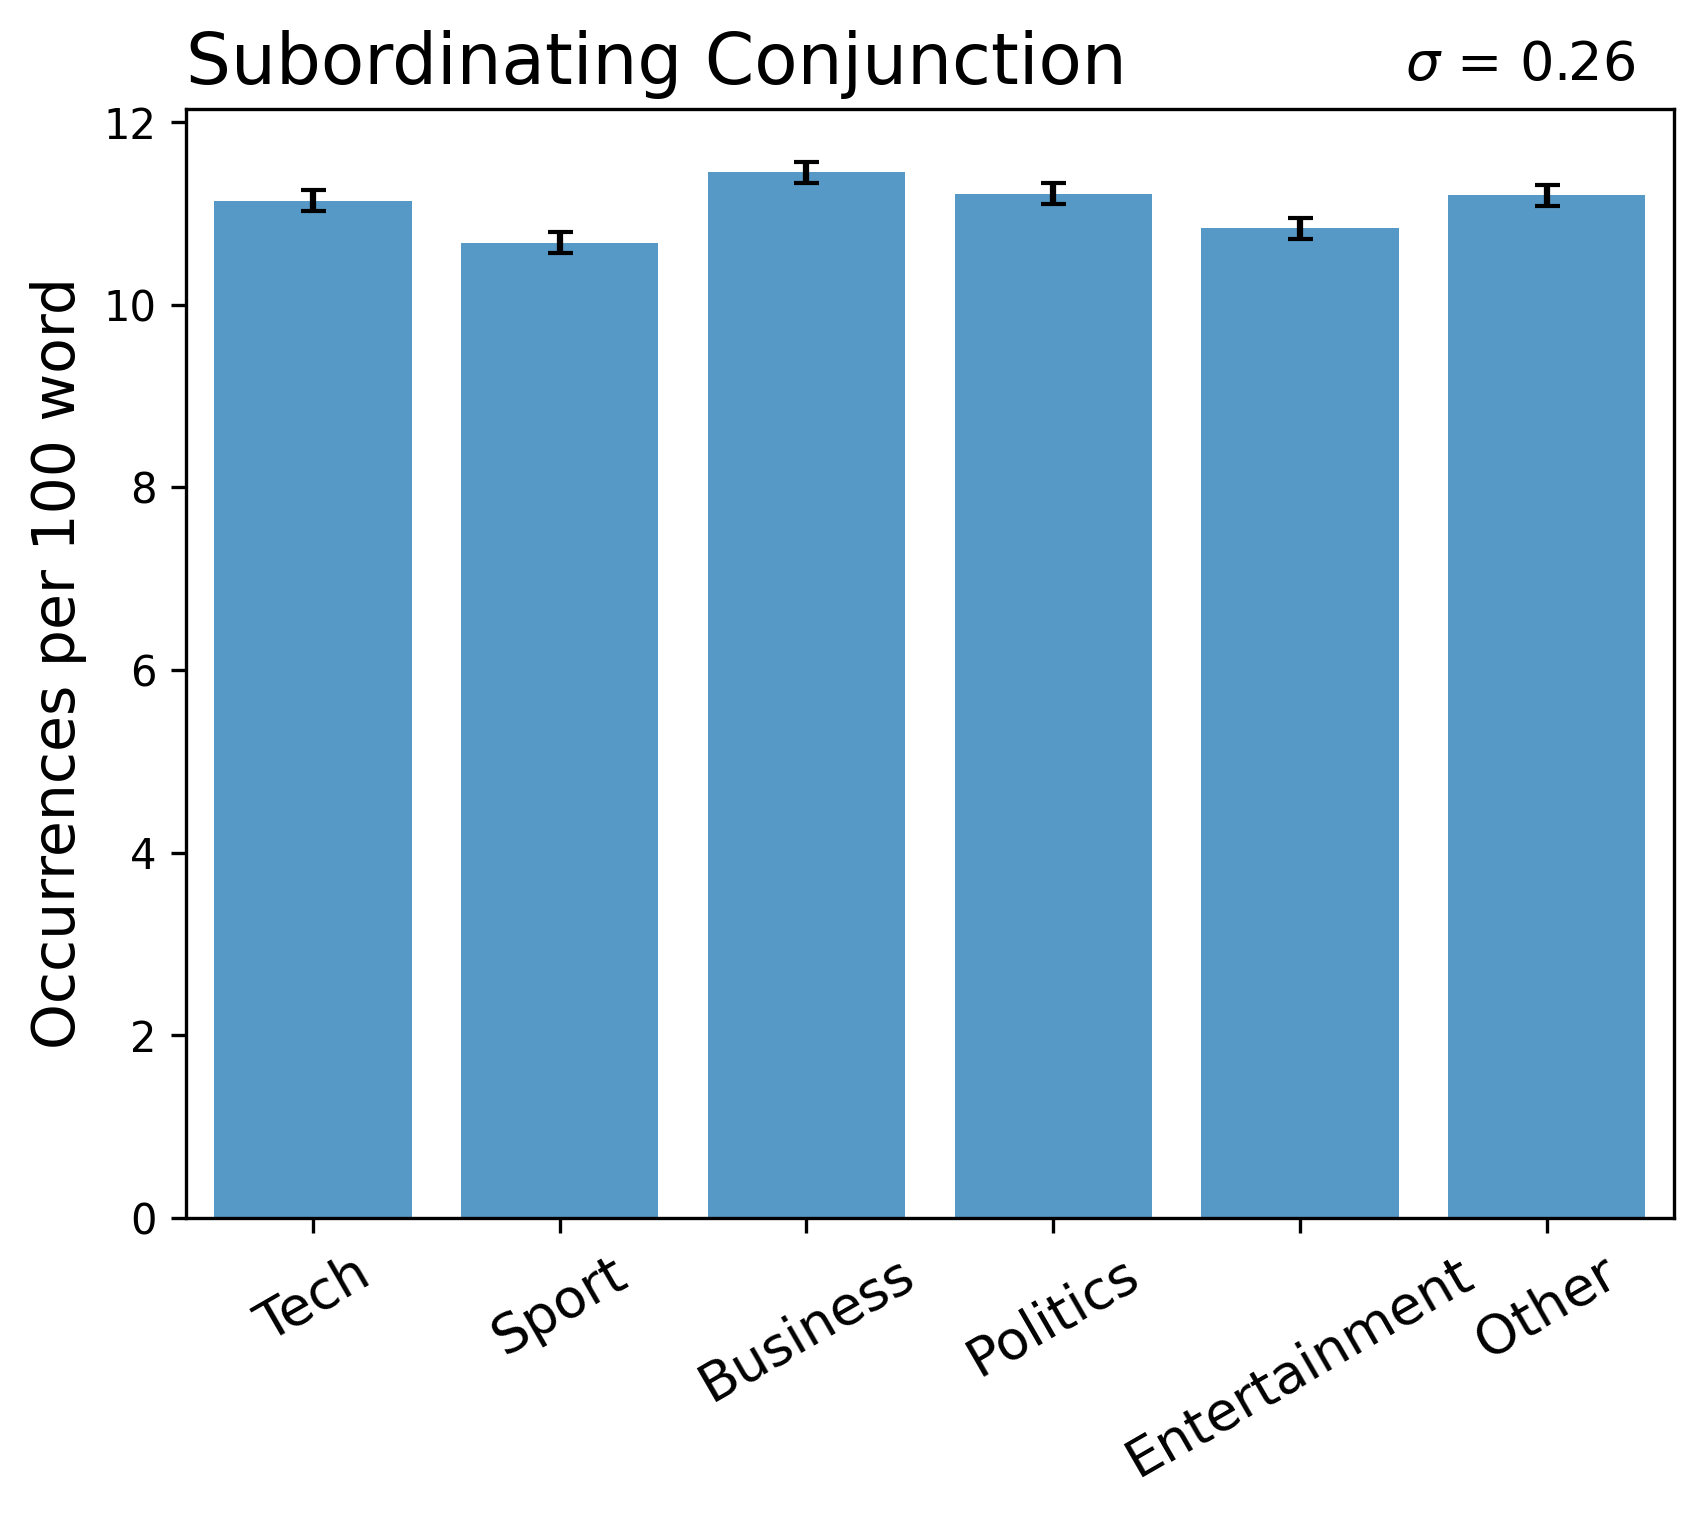 Subordinating Conjunction
σ = 0.26
Occurrences per 100 word
12
10
8
6
4
2
0
Tech
Sport
Business
Politics
Entertainment
Other